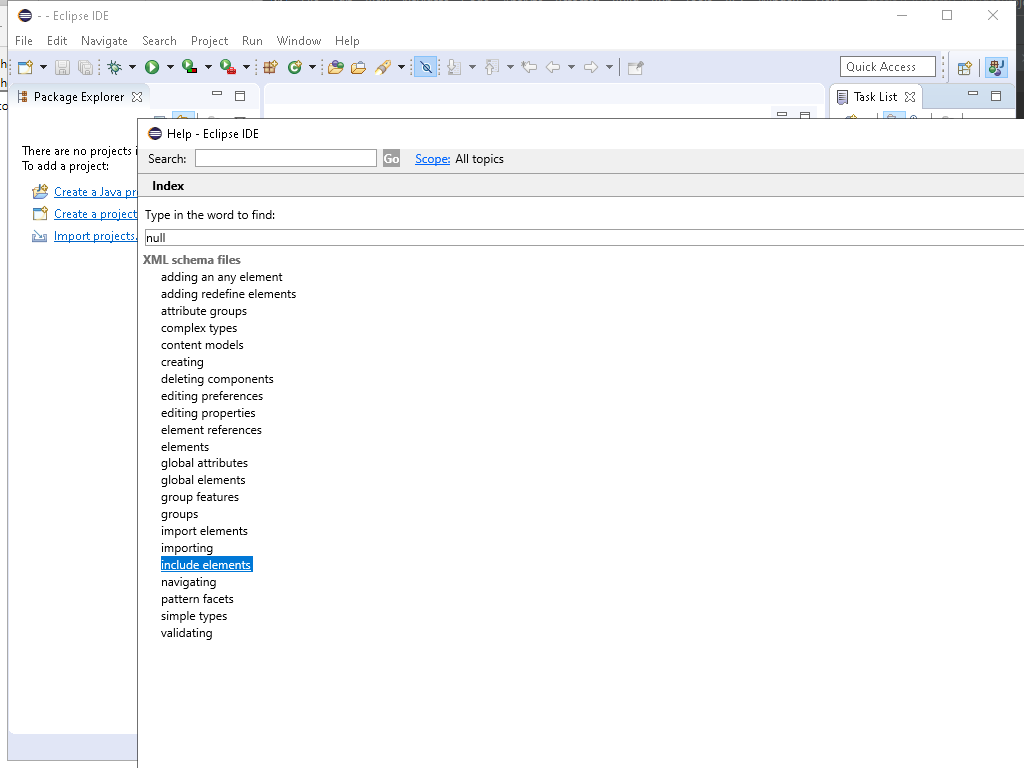 - - Eclipse IDE
File Edit Navigate Search Project Run Window Help
Quick Access
Package Explorer
Task List
There are no projects i
To add a project:
Create a Java pr
Create a project
Import projects.
Help - Eclipse IDE
Search: Go Scope: All topics
Index
Type in the word to find:
null
XML schema files
adding an any element
adding redefine elements
attribute groups
complex types
content models
creating
deleting components
editing preferences
editing properties
element references
elements
global attributes
global elements
group features
groups
import elements
importing
include elements
navigating
pattern facets
simple types
validating